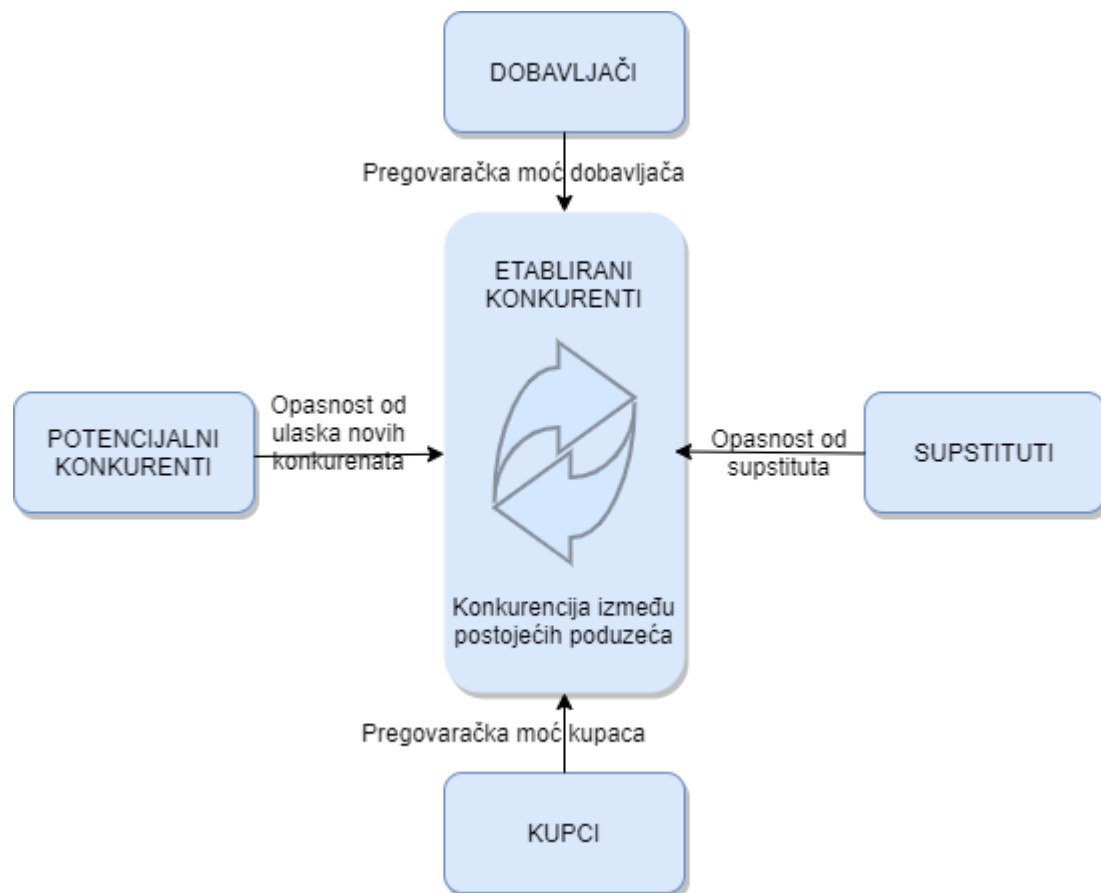 DOBAVLJAČI
Pregovaračka moć dobavljača
ETABLIRANI
KONKURENTI
POTENCIJALNI
KONKURENTI
Opasnost od
ulaska novih
konkurenata
Opasnost od
supstituta
SUPSTITUTI
Konkurencija između
postojećih poduzeća
Pregovaračka moć kupaca
KUPCI